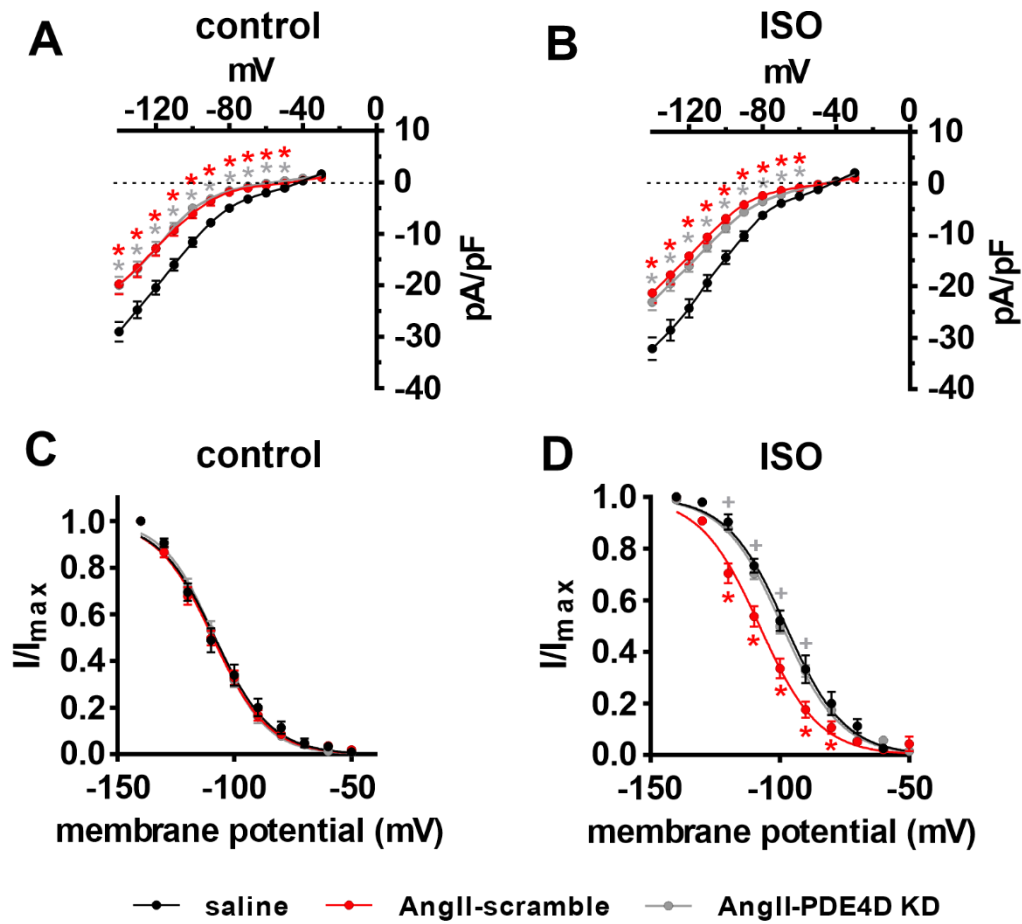 A
control
mV
-120 -80 -40 0
10
0
-10
-20
-30
-40
pA/pF
* * * * * * * * * *
* * * * * * * * * *
B
ISO
mV
-120 -80 -40 0
10
0
-10
-20
-30
-40
pA/pF
* * * * * * * * *
* * * * * * * * *
C
control
1.0
0.8
0.6
0.4
0.2
0.0
I/Imax
-150 -100 -50
membrane potential (mV)
D
ISO
1.0
0.8
0.6
0.4
0.2
0.0
I/Imax
+ + + +
* * * * *
-150 -100 -50
membrane potential (mV)
saline AngII-scramble AngII-PDE4D KD